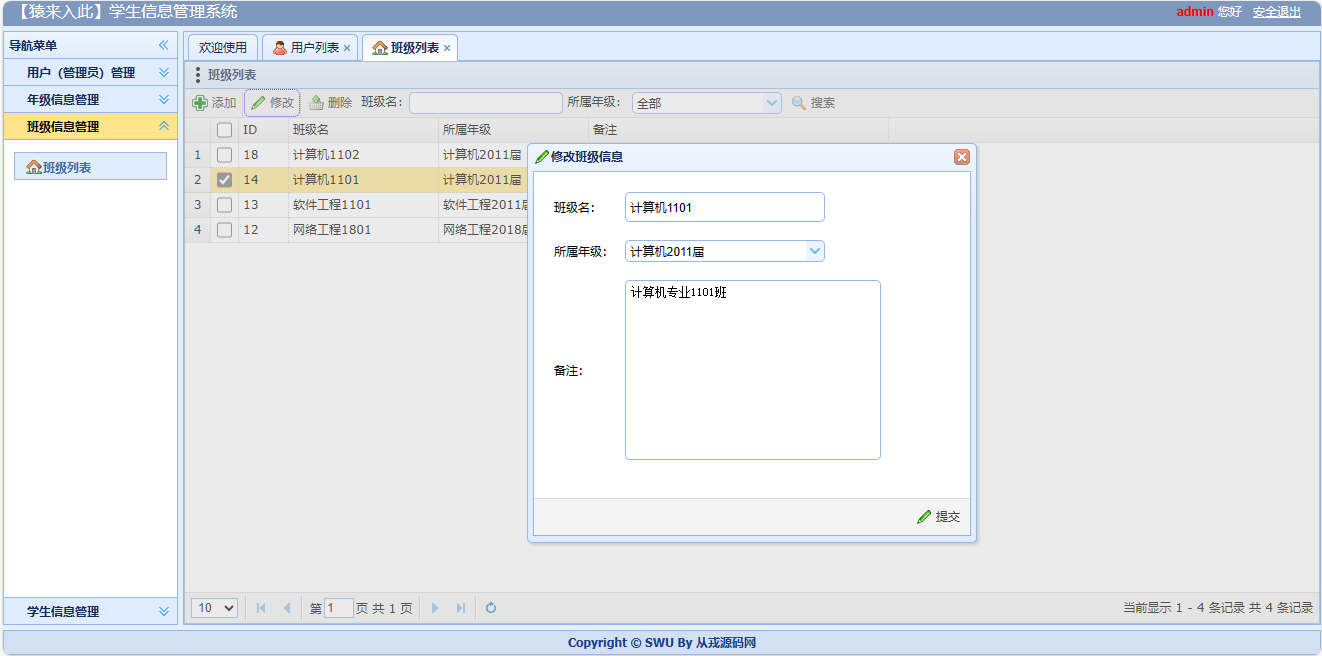 【猿来入此】学生信息管理系统
admin 您好 安全退出
导航菜单
用户（管理员）管理
年级信息管理
班级信息管理
班级列表
学生信息管理
欢迎使用 用户列表 班级列表
班级列表
添加 修改 删除 班级名: 所属年级: 全部 搜索
ID 班级名 所属年级 备注
1 18 计算机1102 计算机2011届
2 14 计算机1101 计算机2011届
3 13 软件工程1101 软件工程2011届
4 12 网络工程1801 网络工程2018届
修改班级信息
班级名: 计算机1101
所属年级: 计算机2011届
备注: 计算机专业1101班
提交
10 第 1 页 共 1 页
当前显示 1 - 4 条记录 共 4 条记录
Copyright © SWU By 从戎源码网